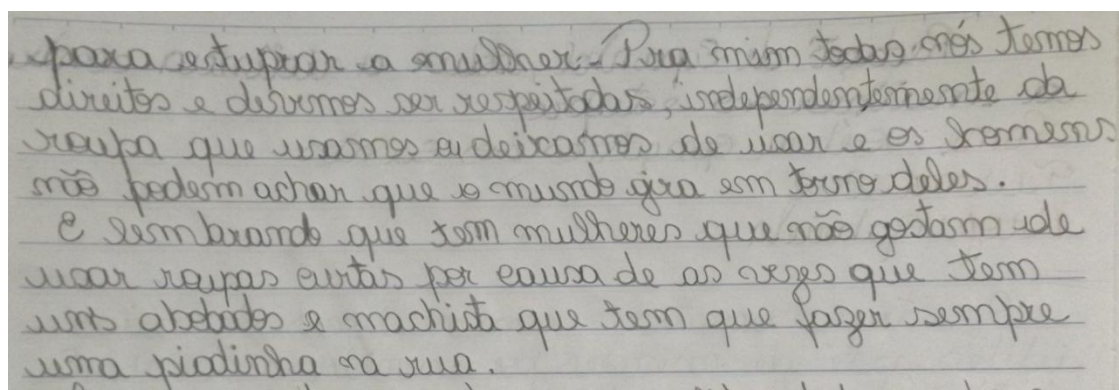 para estuprar a mulher. Pra mim todas nós temos
direitos e devemos ser respeitadas, independentemente da
roupa que usamos ou deixamos de usar e os homens
não podem achar que o mundo gira em torno deles.
E lembrando que tem mulheres que não gostam de
usar roupas curtas por causa de as vezes que tem
uns abobados e machista que tem que fazer sempre
uma piadinha na rua.